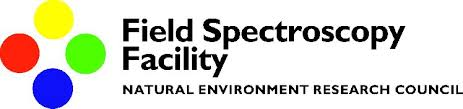 Field Spectroscopy
Facility
NATURAL ENVIRONMENT RESEARCH COUNCIL